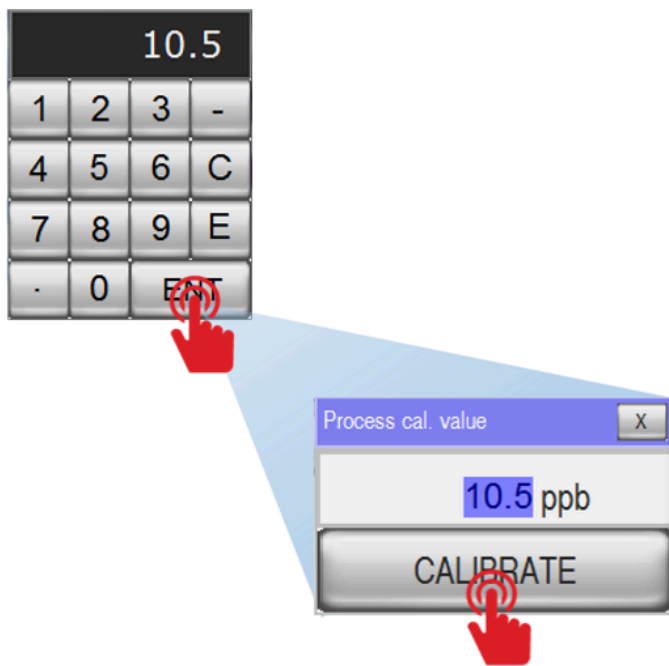 10.5
1 2 3 -
4 5 6 C
7 8 9 E
. 0 ENT
Process cal. value X
10.5 ppb
CALIBRATE